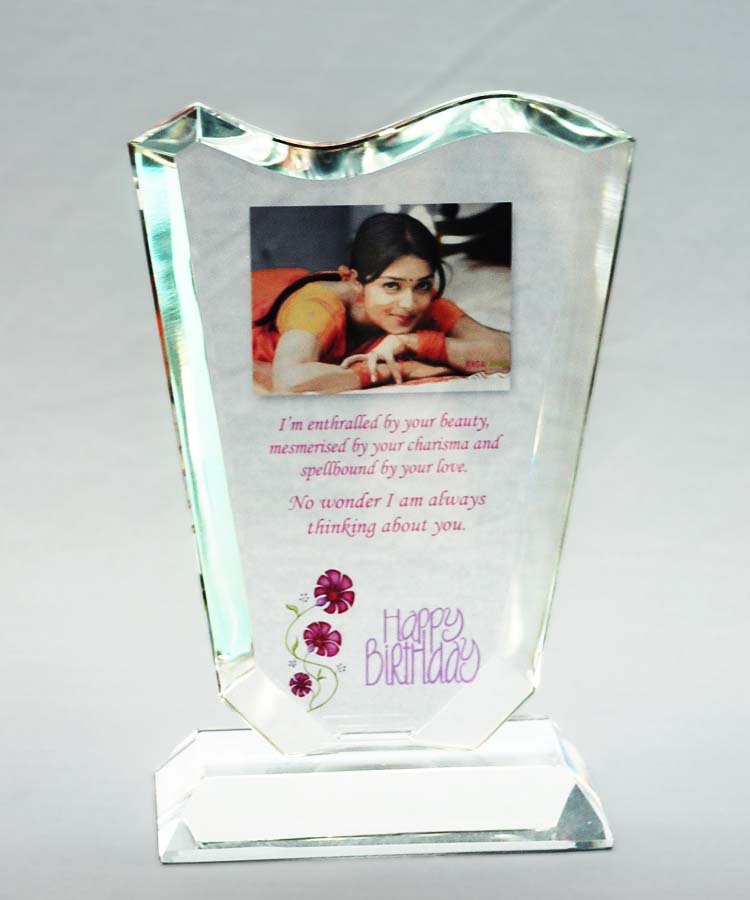 I'm enthralled by your beauty,
mesmerised by your charisma and
spellbound by your love.
No wonder I am always
thinking about you.
Happy
BirtHday